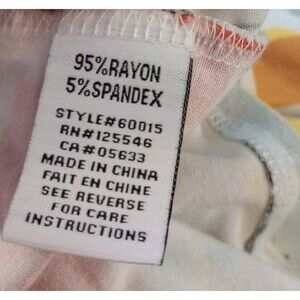 95%RAYON
5%SPANDEX
STYLE#60015
RN#125546
CA#05633
MADE IN CHINA
FAIT EN CHINE
SEE REVERSE
FOR CARE
INSTRUCTIONS